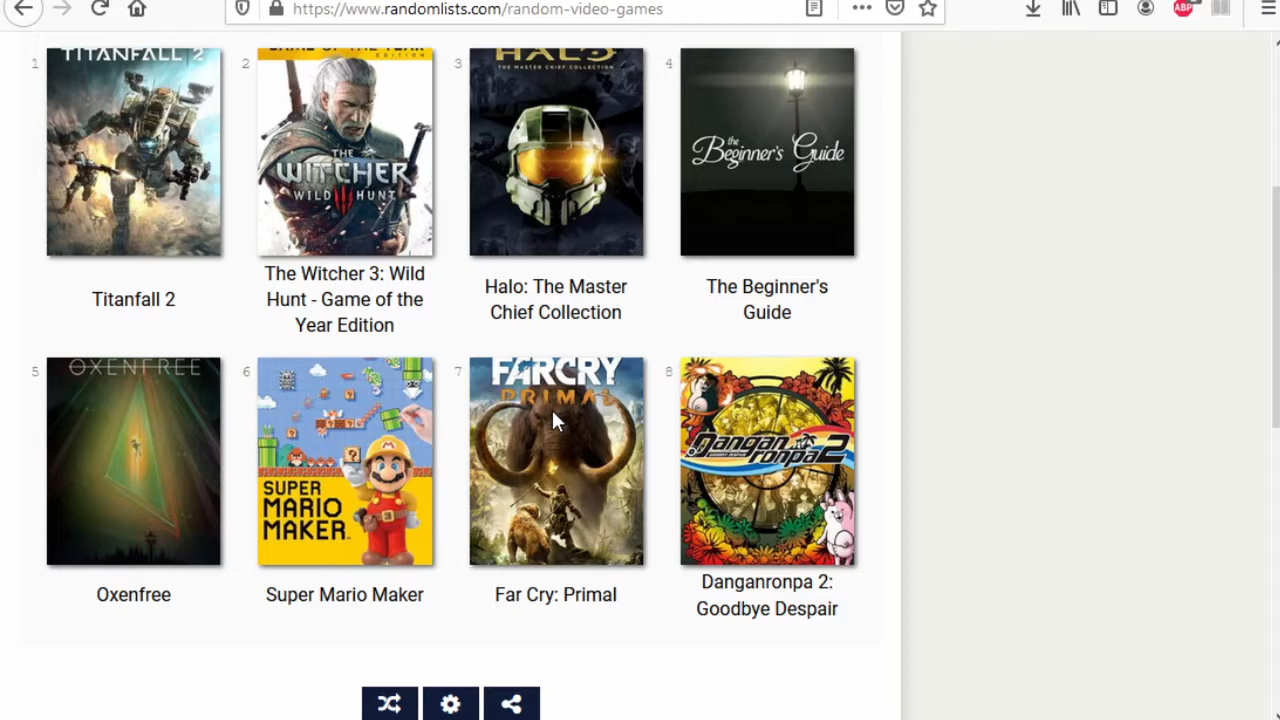 https://www.randomlists.com/random-video-games
ABP
1
TITANFALL 2
2
GAME OF THE YEAR
EDITION
THE
WITCHER
WILD HUNT
3
HALO
THE MASTER CHIEF COLLECTION
4
the
Beginner's Guide
Titanfall 2
The Witcher 3: Wild
Hunt - Game of the
Year Edition
Halo: The Master
Chief Collection
The Beginner's
Guide
5
OXENFREE
6
SUPER
MARIO
MAKER
7
FARCRY
PRIMAL
8
Danganronpa 2
Oxenfree
Super Mario Maker
Far Cry: Primal
Danganronpa 2:
Goodbye Despair